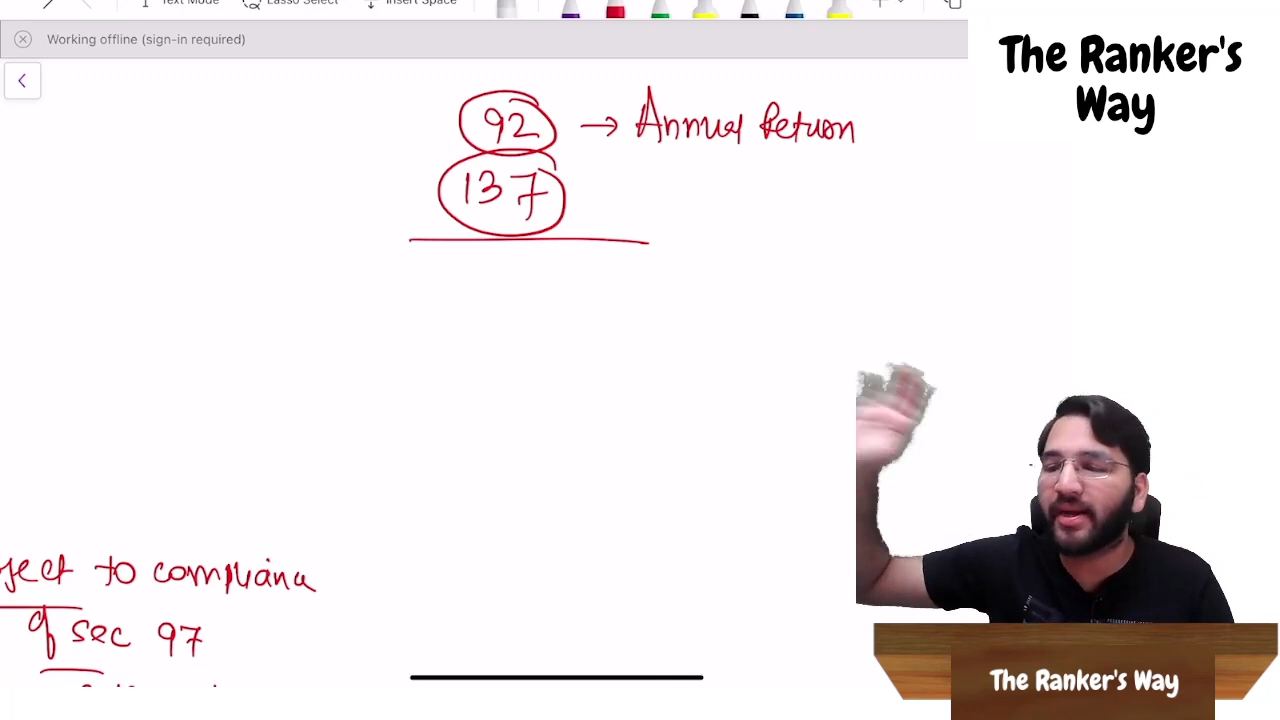 Text Mode
Lasso Select
Insert Space
Working offline (sign-in required)
The Ranker's
Way
92 → Annual Return
137
ject to complianc
of sec 97
The Ranker's Way